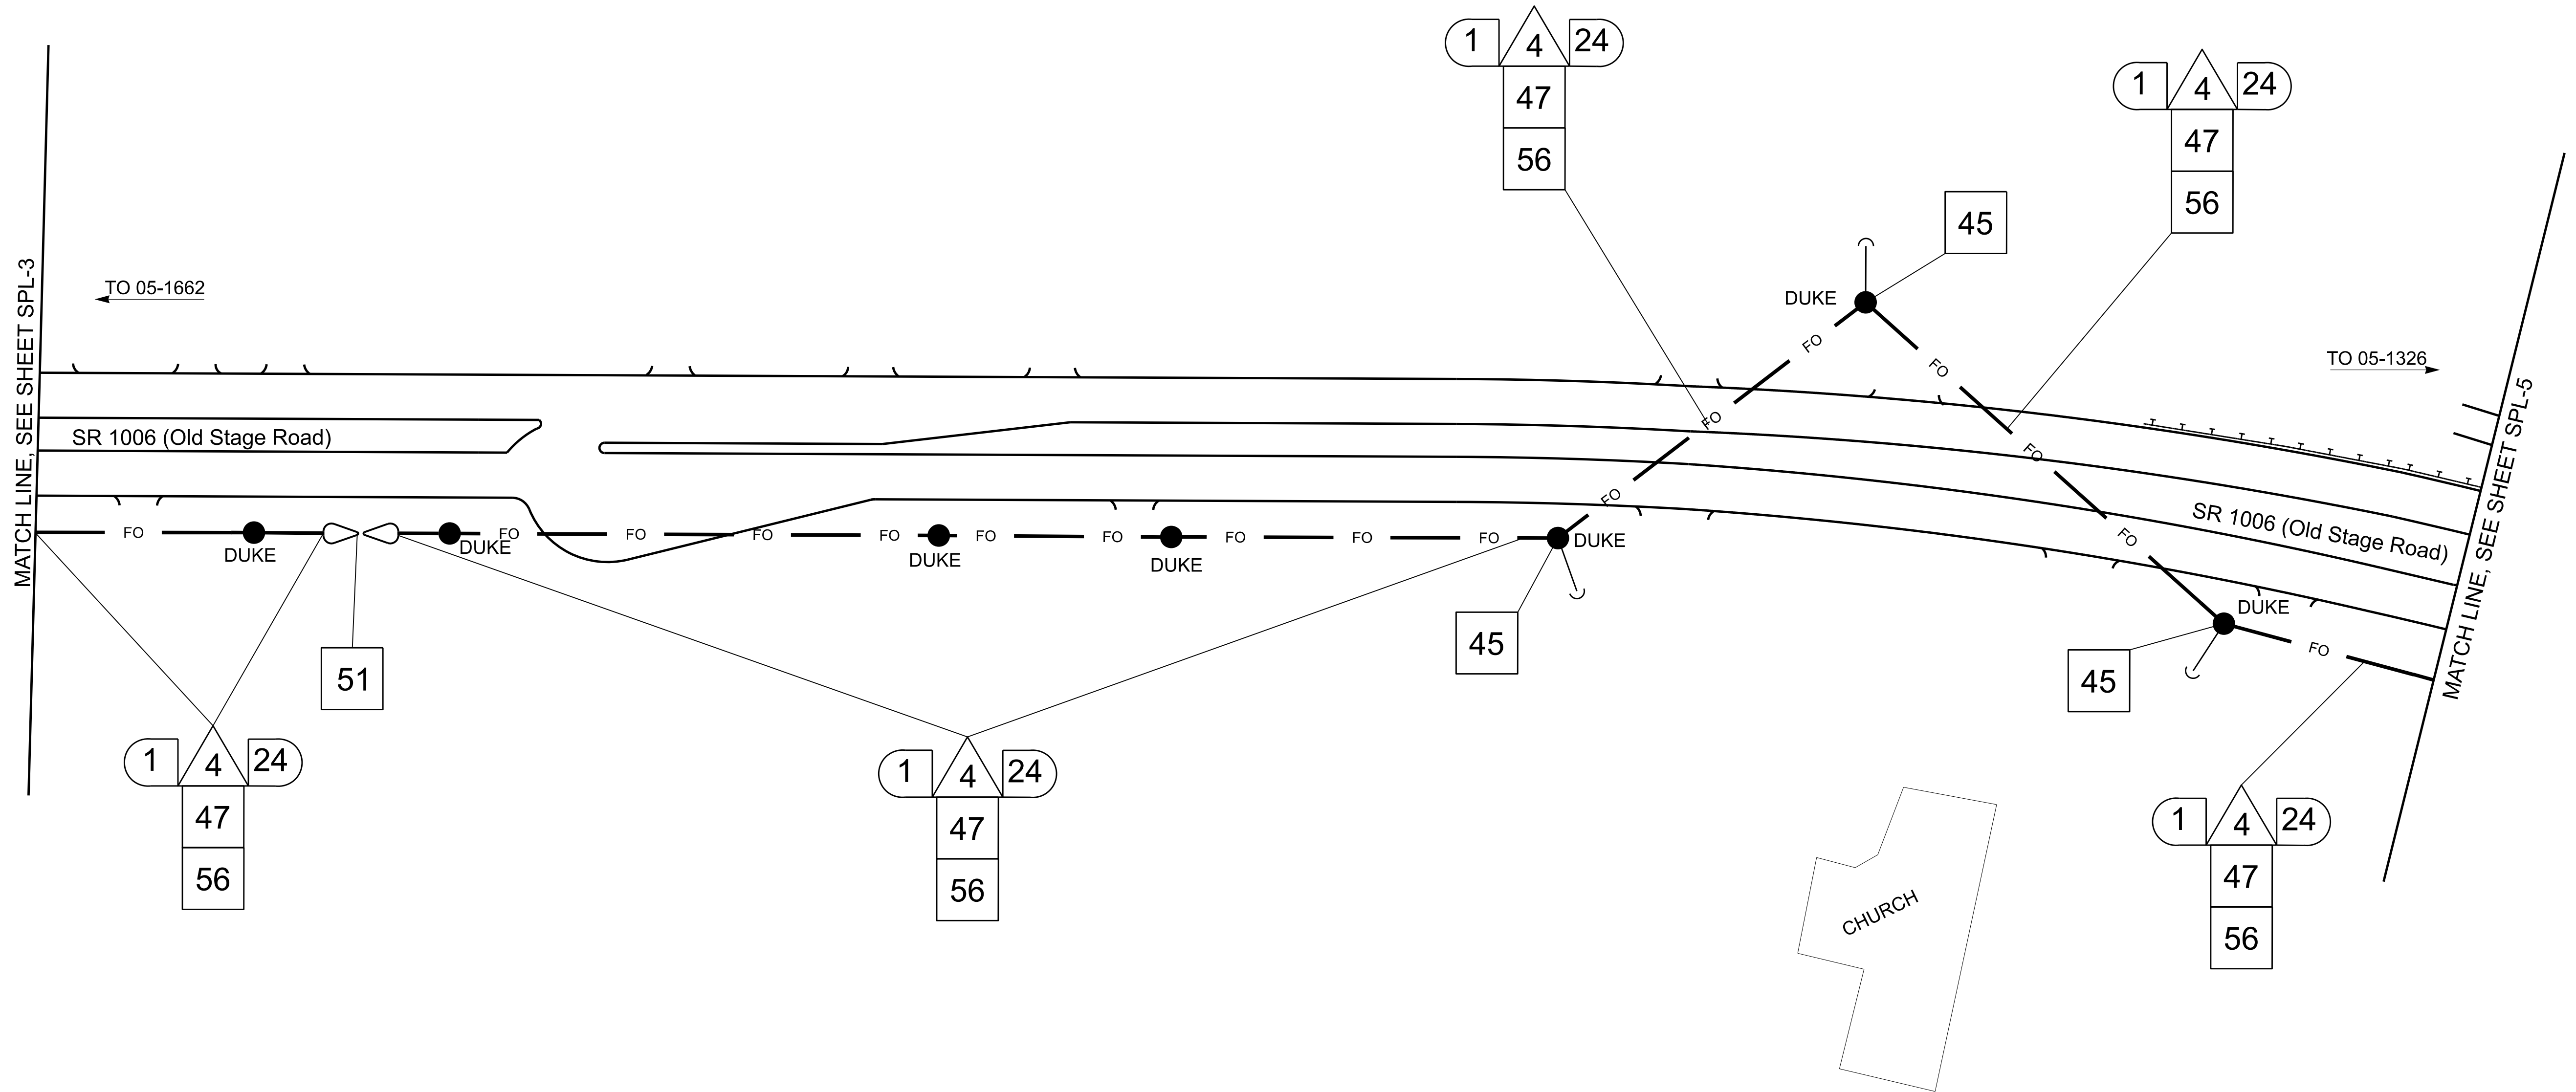 1 4 24
47
56
1 4 24
47
56
45
MATCH LINE, SEE SHEET SPL-3
TO 05-1662
DUKE
FO
FO
TO 05-1326
MATCH LINE, SEE SHEET SPL-5
SR 1006 (Old Stage Road)
FO
FO
FO
SR 1006 (Old Stage Road)
FO
DUKE
FO
DUKE
FO
FO
FO
DUKE
FO
FO
DUKE
FO
FO
FO
DUKE
FO
DUKE
FO
51
45
45
1 4 24
47
56
1 4 24
47
56
1 4 24
47
56
CHURCH